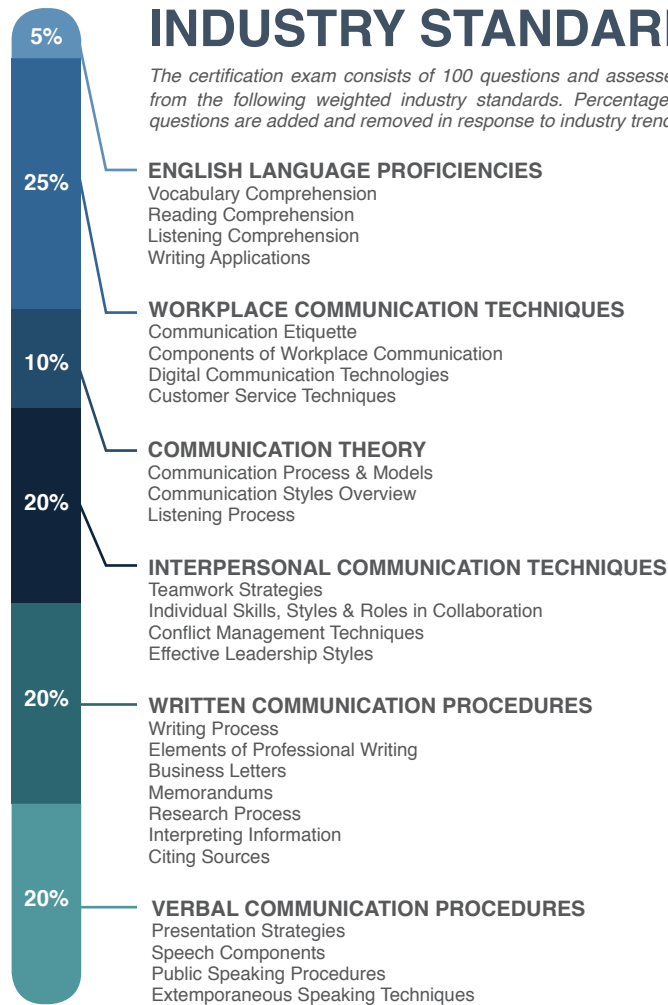 INDUSTRY STANDAR
The certification exam consists of 100 questions and assesse
from the following weighted industry standards. Percentage
questions are added and removed in response to industry tren
5%
ENGLISH LANGUAGE PROFICIENCIES
Vocabulary Comprehension
Reading Comprehension
Listening Comprehension
Writing Applications
25%
WORKPLACE COMMUNICATION TECHNIQUES
Communication Etiquette
Components of Workplace Communication
Digital Communication Technologies
Customer Service Techniques
10%
COMMUNICATION THEORY
Communication Process & Models
Communication Styles Overview
Listening Process
20%
INTERPERSONAL COMMUNICATION TECHNIQUES
Teamwork Strategies
Individual Skills, Styles & Roles in Collaboration
Conflict Management Techniques
Effective Leadership Styles
20%
WRITTEN COMMUNICATION PROCEDURES
Writing Process
Elements of Professional Writing
Business Letters
Memorandums
Research Process
Interpreting Information
Citing Sources
20%
VERBAL COMMUNICATION PROCEDURES
Presentation Strategies
Speech Components
Public Speaking Procedures
Extemporaneous Speaking Techniques